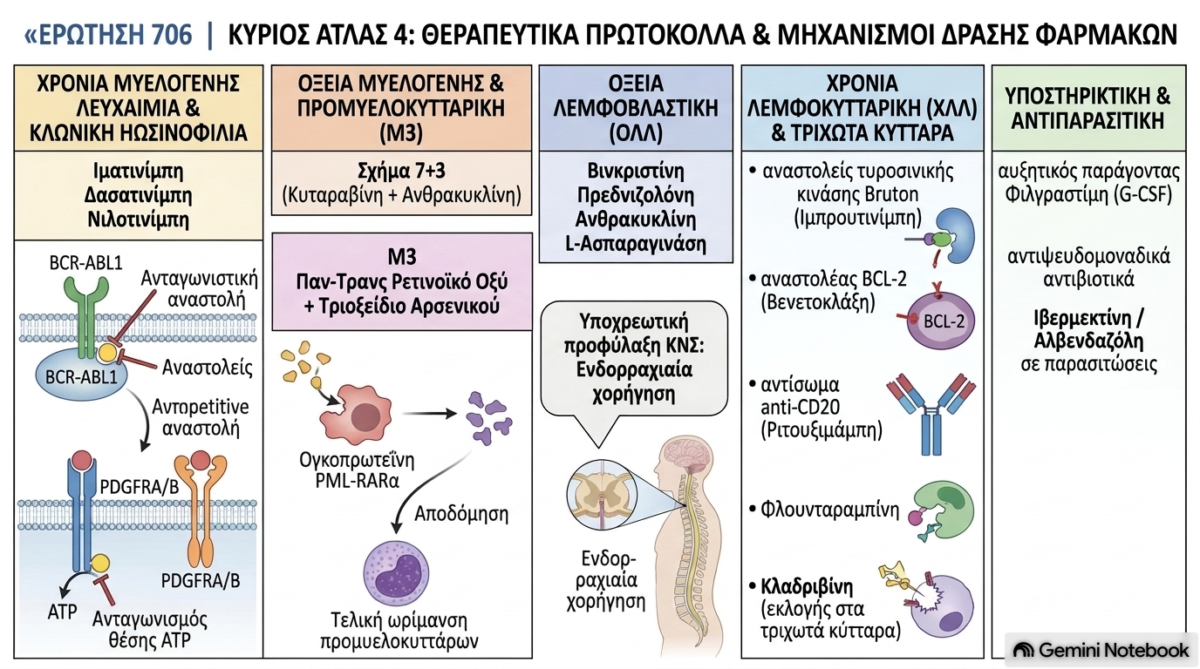 «ΕΡΩΤΗΣΗ 706 | ΚΥΡΙΟΣ ΑΤΛΑΣ 4: ΘΕΡΑΠΕΥΤΙΚΑ ΠΡΩΤΟΚΟΛΛΑ & ΜΗΧΑΝΙΣΜΟΙ ΔΡΑΣΗΣ ΦΑΡΜΑΚΩΝ
ΧΡΟΝΙΑ ΜΥΕΛΟΓΕΝΗΣ
ΛΕΥΧΑΙΜΙΑ &
ΚΛΩΝΙΚΗ ΗΩΣΙΝΟΦΙΛΙΑ
Ιματινίμπη
Δασατινίμπη
Νιλοτινίμπη
BCR-ABL1
Ανταγωνιστική
αναστολή
BCR-ABL1
Αναστολείς
Αντορetitive
αναστολή
PDGFRA/B
PDGFRA/B
ATP
Ανταγωνισμός
θέσης ATP
ΟΞΕΙΑ ΜΥΕΛΟΓΕΝΗΣ &
ΠΡΟΜΥΕΛΟΚΥΤΤΑΡΙΚΗ
(M3)
Σχήμα 7+3
(Κυταραβίνη + Ανθρακυκλίνη)
M3
Παν-Τρανς Ρετινοϊκό Οξύ
+ Τριοξείδιο Αρσενικού
Ογκοπρωτεΐνη
PML-RARα
Αποδόμηση
Τελική ωρίμανση
προμυελοκυττάρων
ΟΞΕΙΑ
ΛΕΜΦΟΒΛΑΣΤΙΚΗ
(ΟΛΛ)
Βινκριστίνη
Πρεδνιζολόνη
Ανθρακυκλίνη
L-Ασπαραγινάση
Υποχρεωτική
προφύλαξη ΚΝΣ:
Ενδορραχιαία
χορήγηση
Ενδορ-
ραχιαία
χορήγηση
ΧΡΟΝΙΑ
ΛΕΜΦΟΚΥΤΤΑΡΙΚΗ (ΧΛΛ)
& ΤΡΙΧΩΤΑ ΚΥΤΤΑΡΑ
• αναστολείς τυροσινικής
κινάσης Bruton
(Ιμπρουτινίμπη)
• αναστολέας BCL-2
(Βενετοκλάξη)
BCL-2
• αντίσωμα
anti-CD20
(Ριτουξιμάμπη)
• Φλουνταραμπίνη
• Κλαδριβίνη
(εκλογής στα
τριχωτά κύτταρα)
ΥΠΟΣΤΗΡΙΚΤΙΚΗ &
ΑΝΤΙΠΑΡΑΣΙΤΙΚΗ
αυξητικός παράγοντας
Φιλγραστίμη (G-CSF)
αντιψευδομοναδικά
αντιβιοτικά
Ιβερμεκτίνη /
Αλβενδαζόλη
σε παρασιτώσεις
Gemini Notebook